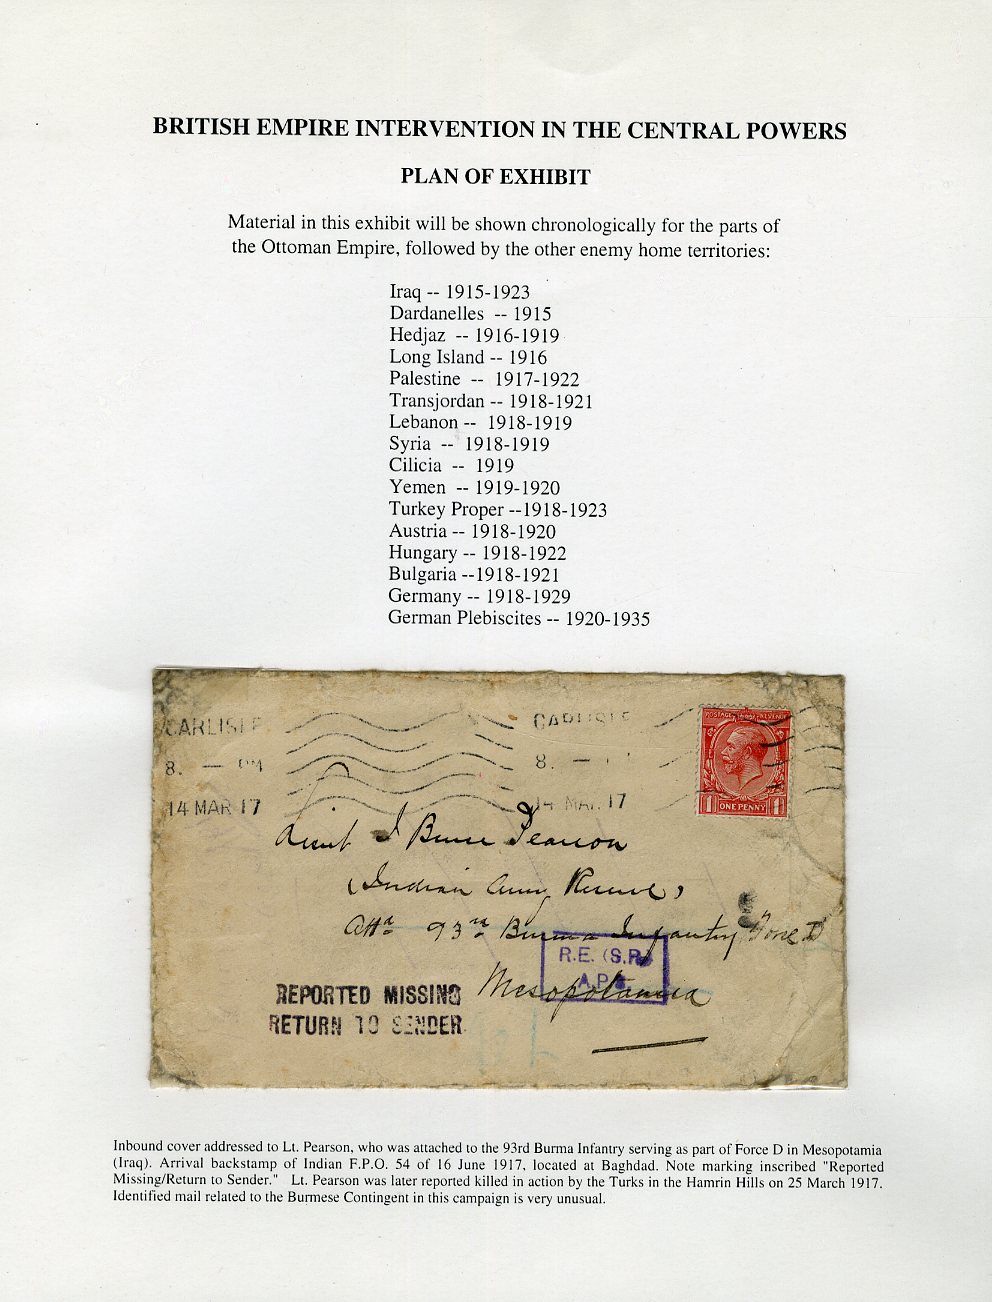 BRITISH EMPIRE INTERVENTION IN THE CENTRAL POWERS
PLAN OF EXHIBIT
Material in this exhibit will be shown chronologically for the parts of
the Ottoman Empire, followed by the other enemy home territories:
Iraq -- 1915-1923
Dardanelles -- 1915
Hedjaz -- 1916-1919
Long Island -- 1916
Palestine -- 1917-1922
Transjordan -- 1918-1921
Lebanon -- 1918-1919
Syria -- 1918-1919
Cilicia -- 1919
Yemen -- 1919-1920
Turkey Proper --1918-1923
Austria -- 1918-1920
Hungary -- 1918-1922
Bulgaria --1918-1921
Germany -- 1918-1929
German Plebiscites -- 1920-1935
CARLISLE
8. — PM
14 MAR 17
CARLISLE
8. —
14 MAR 17
POSTAGE REVENUE
1 ONE PENNY 1
Lieut J Bruce Pearson
(Indian Army Reserve)
Attd 93rd Burma Infantry Force D
Mesopotamia
R.E. (S.R)
REPORTED MISSING
RETURN TO SENDER
Inbound cover addressed to Lt. Pearson, who was attached to the 93rd Burma Infantry serving as part of Force D in Mesopotamia
(Iraq). Arrival backstamp of Indian F.P.O. 54 of 16 June 1917, located at Baghdad. Note marking inscribed "Reported
Missing/Return to Sender." Lt. Pearson was later reported killed in action by the Turks in the Hamrin Hills on 25 March 1917.
Identified mail related to the Burmese Contingent in this campaign is very unusual.